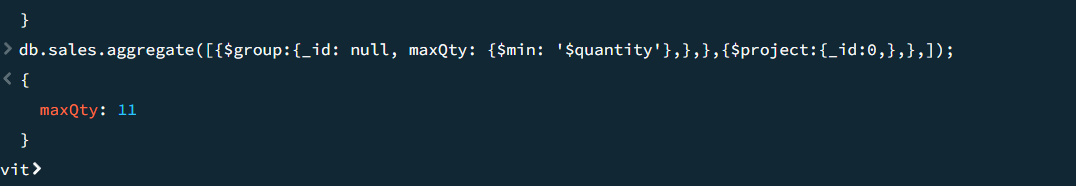 }
> db.sales.aggregate([{$group:{_id: null, maxQty: {$min: '$quantity'},},},{$project:{_id:0,},},]);
< {
maxQty: 11
}
vit>